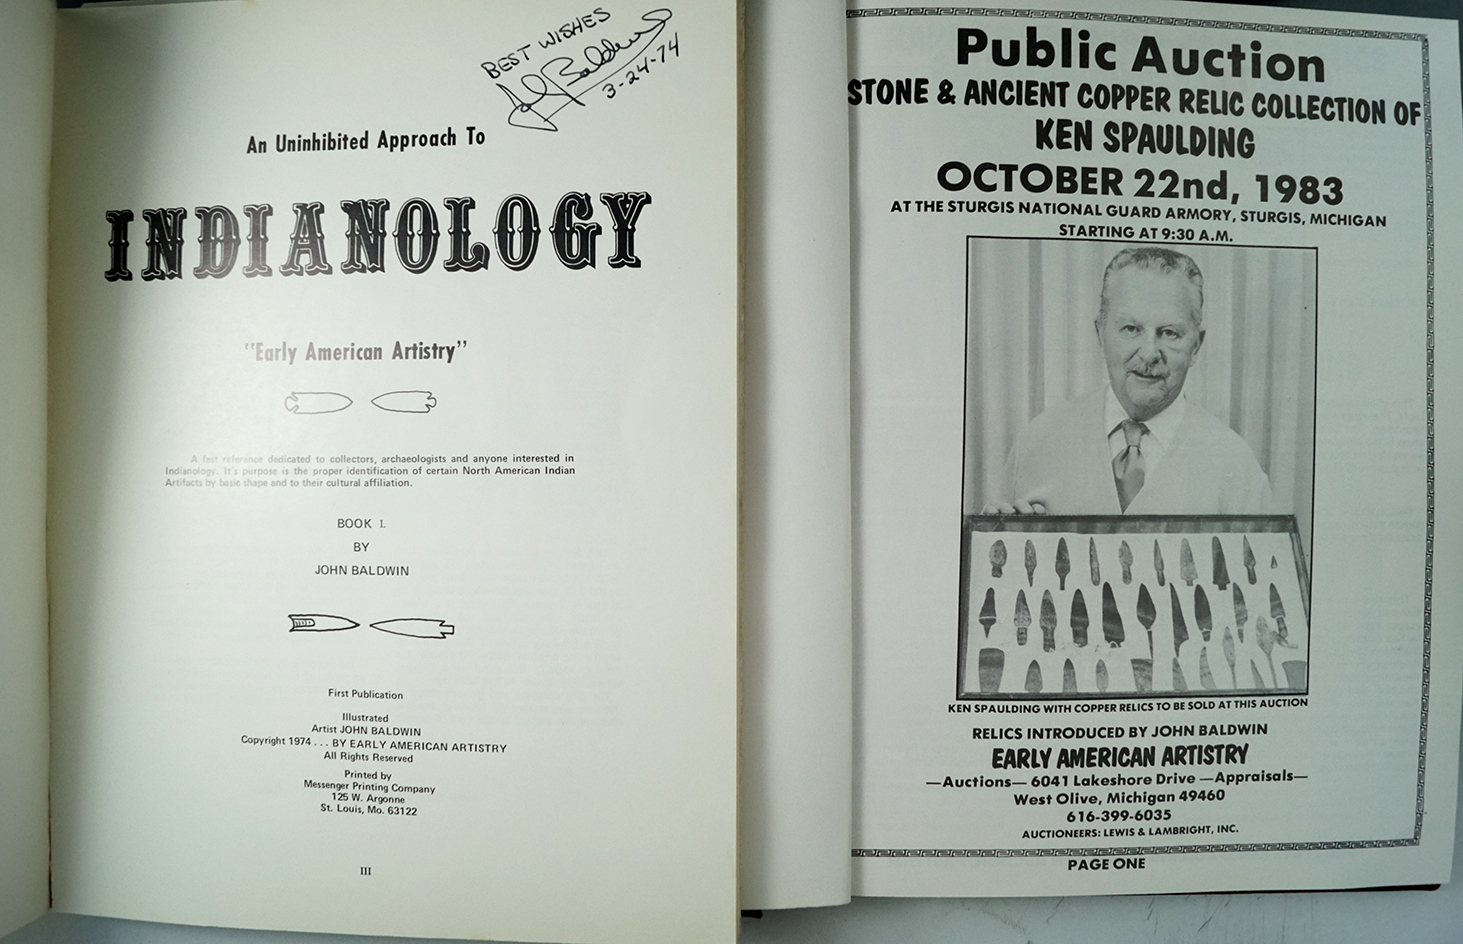 BEST WISHES
John Baldwin
3-24-74
An Uninhibited Approach To
INDIANOLOGY
"Early American Artistry"
A fast reference dedicated to collectors, archaeologists and anyone interested in
Indianology. It's purpose is the proper identification of certain North American Indian
Artifacts by basic shape and to their cultural affiliation.
BOOK I.
BY
JOHN BALDWIN
First Publication
Illustrated
Artist JOHN BALDWIN
Copyright 1974 . . . BY EARLY AMERICAN ARTISTRY
All Rights Reserved
Printed by
Messenger Printing Company
125 W. Argonne
St. Louis, Mo. 63122
III
Public Auction
STONE & ANCIENT COPPER RELIC COLLECTION OF
KEN SPAULDING
OCTOBER 22nd, 1983
AT THE STURGIS NATIONAL GUARD ARMORY, STURGIS, MICHIGAN
STARTING AT 9:30 A.M.
KEN SPAULDING WITH COPPER RELICS TO BE SOLD AT THIS AUCTION
RELICS INTRODUCED BY JOHN BALDWIN
EARLY AMERICAN ARTISTRY
—Auctions— 6041 Lakeshore Drive —Appraisals—
West Olive, Michigan 49460
616-399-6035
AUCTIONEERS: LEWIS & LAMBRIGHT, INC.
PAGE ONE